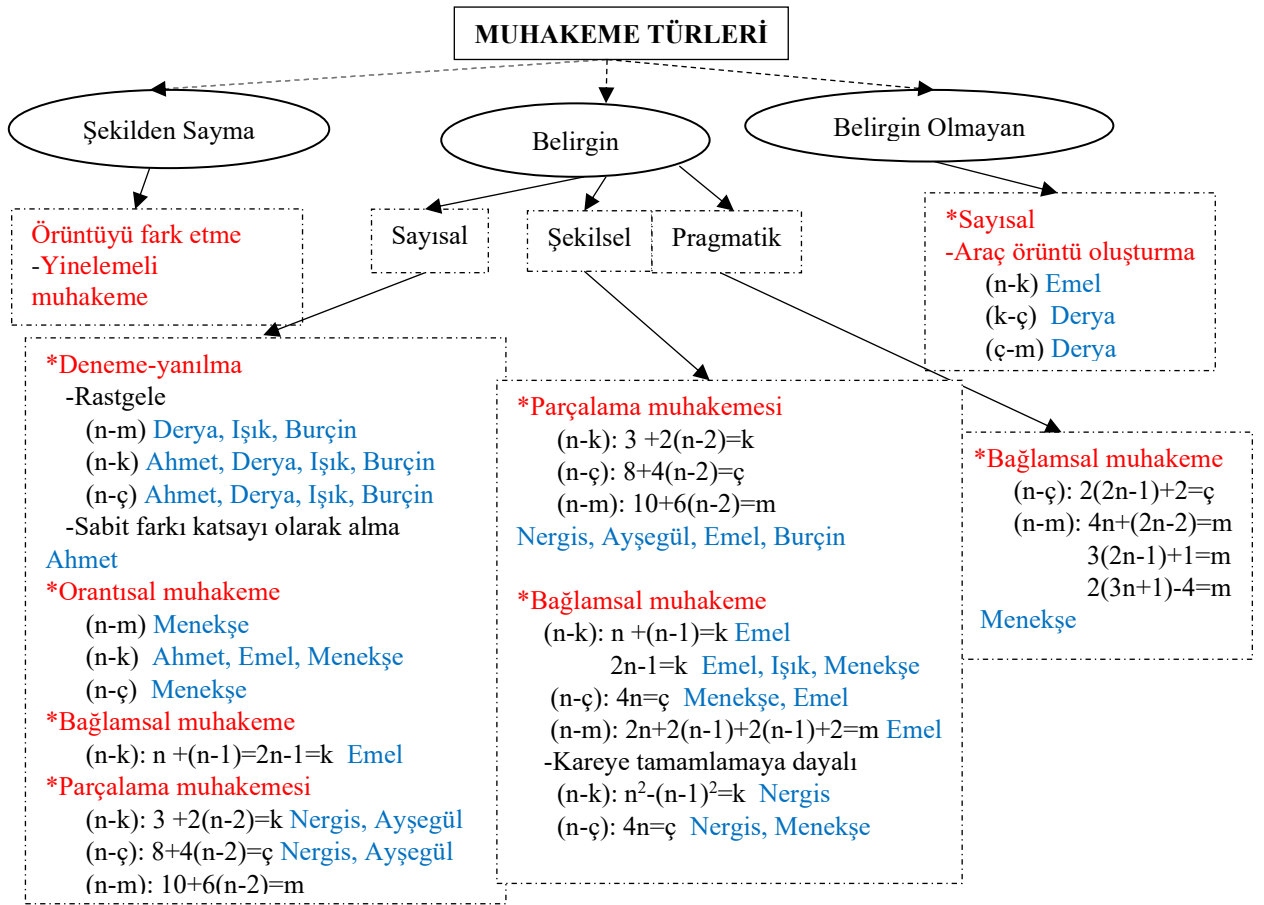 MUHAKEME TÜRLERİ
Şekilden Sayma
Belirgin
Belirgin Olmayan
Örüntüyü fark etme
-Yinelemeli
muhakeme
Sayısal
Şekilsel
Pragmatik
*Sayısal
-Araç örüntü oluşturma
(n-k) Emel
(k-ç) Derya
(ç-m) Derya
*Deneme-yanılma
-Rastgele
(n-m) Derya, Işık, Burçin
(n-k) Ahmet, Derya, Işık, Burçin
(n-ç) Ahmet, Derya, Işık, Burçin
-Sabit farkı katsayı olarak alma
Ahmet
*Orantısal muhakeme
(n-m) Menekşe
(n-k) Ahmet, Emel, Menekşe
(n-ç) Menekşe
*Bağlamsal muhakeme
(n-k): n +(n-1)=2n-1=k Emel
*Parçalama muhakemesi
(n-k): 3 +2(n-2)=k Nergis, Ayşegül
(n-ç): 8+4(n-2)=ç Nergis, Ayşegül
(n-m): 10+6(n-2)=m
*Parçalama muhakemesi
(n-k): 3 +2(n-2)=k
(n-ç): 8+4(n-2)=ç
(n-m): 10+6(n-2)=m
Nergis, Ayşegül, Emel, Burçin
*Bağlamsal muhakeme
(n-k): n +(n-1)=k Emel
2n-1=k Emel, Işık, Menekşe
(n-ç): 4n=ç Menekşe, Emel
(n-m): 2n+2(n-1)+2(n-1)+2=m Emel
-Kareye tamamlamaya dayalı
(n-k): n²-(n-1)²=k Nergis
(n-ç): 4n=ç Nergis, Menekşe
*Bağlamsal muhakeme
(n-ç): 2(2n-1)+2=ç
(n-m): 4n+(2n-2)=m
3(2n-1)+1=m
2(3n+1)-4=m
Menekşe